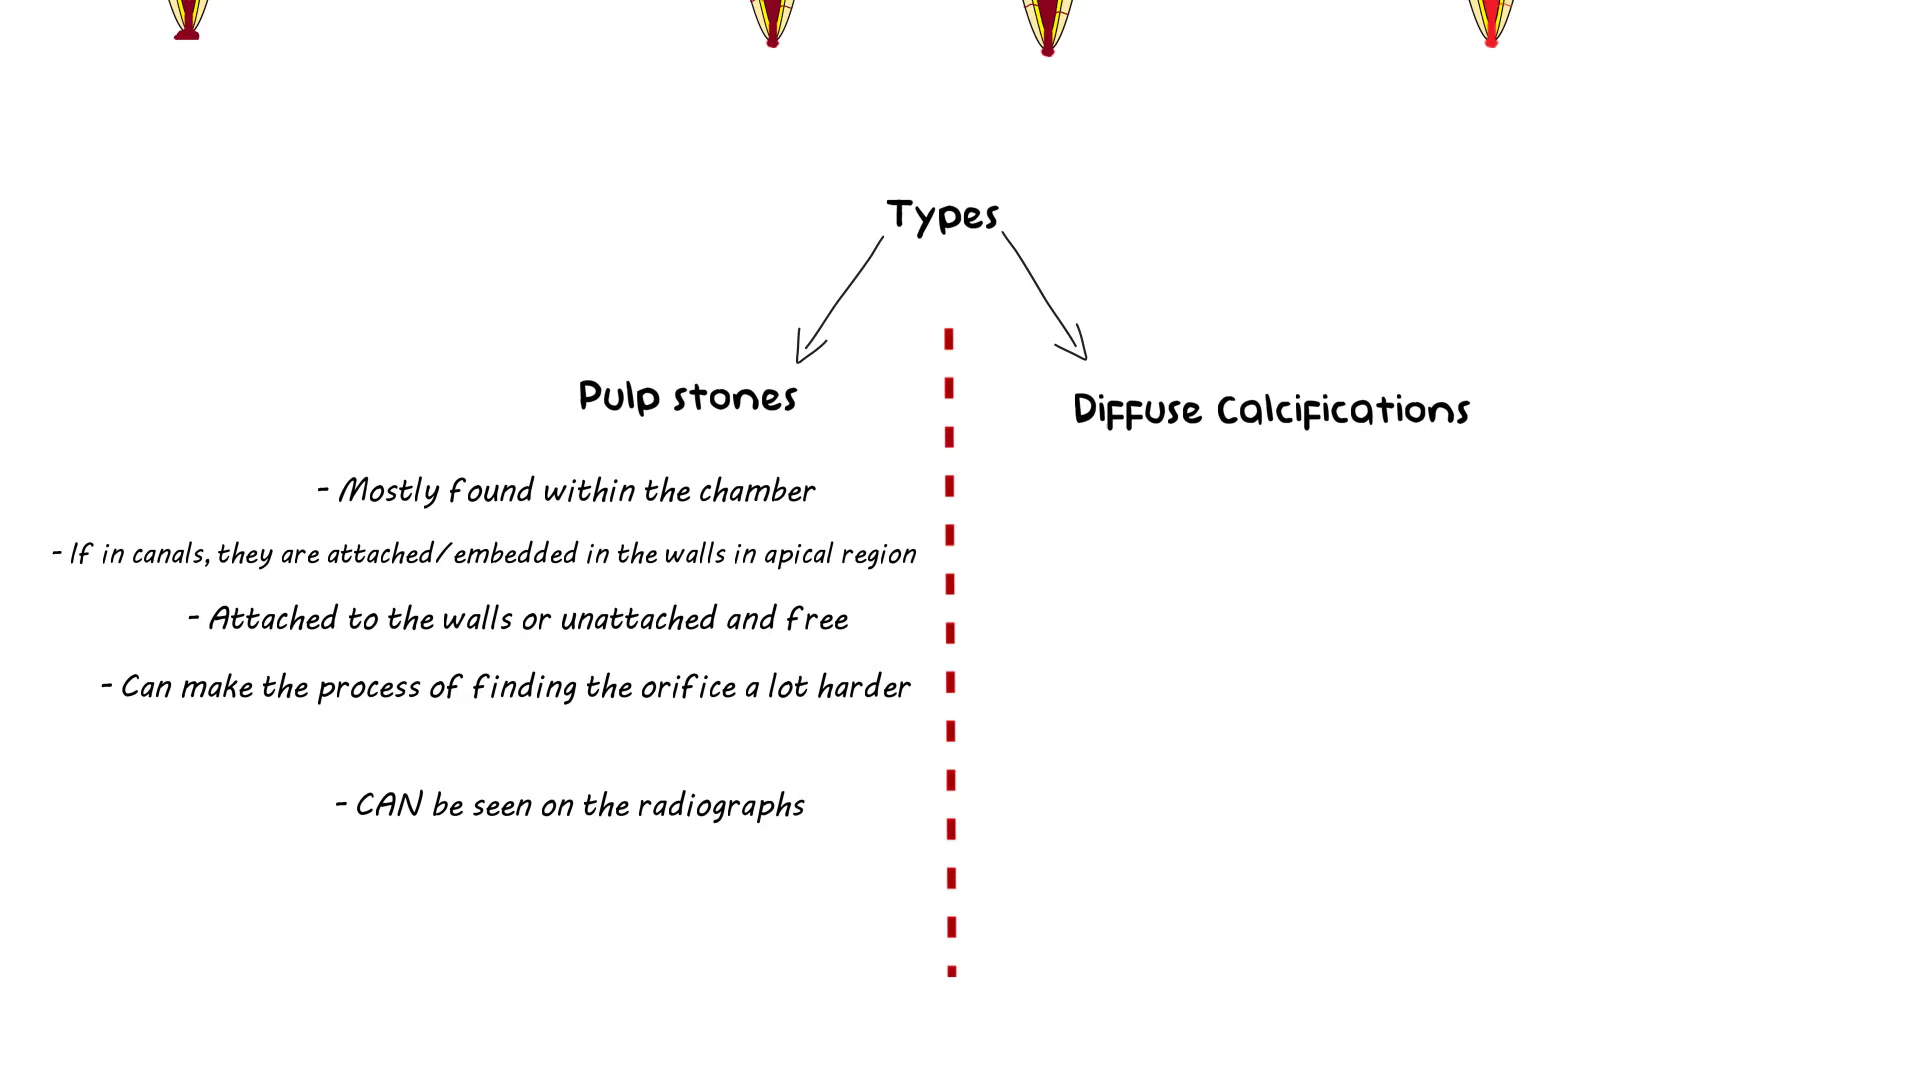 Types
Pulp stones
- Mostly found within the chamber
- If in canals, they are attached/embedded in the walls in apical region
- Attached to the walls or unattached and free
- Can make the process of finding the orifice a lot harder
- CAN be seen on the radiographs
Diffuse Calcifications